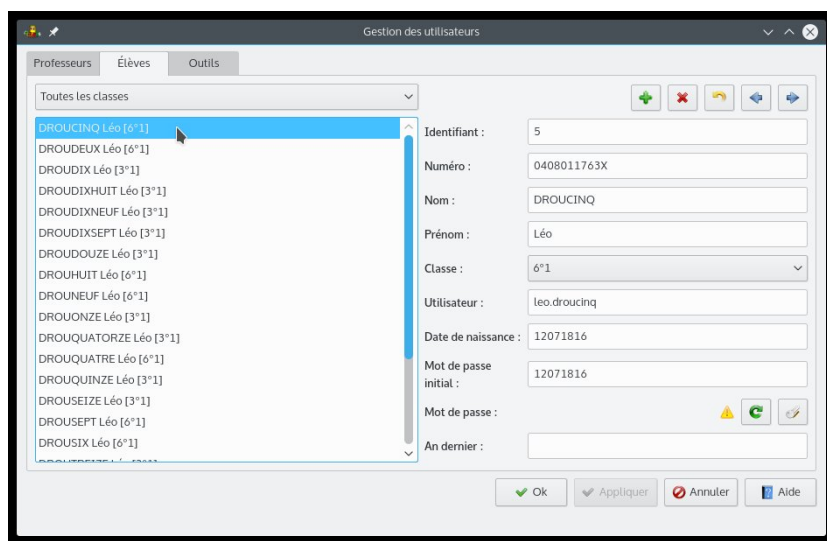 Gestion des utilisateurs
Professeurs Élèves Outils
Toutes les classes
DROUCINQ Léo [6°1]
DROUDEUX Léo [6°1]
DROUDIX Léo [3°1]
DROUDIXHUIT Léo [3°1]
DROUDIXNEUF Léo [3°1]
DROUDIXSEPT Léo [3°1]
DROUDOUZE Léo [3°1]
DROUHUIT Léo [6°1]
DROUNEUF Léo [6°1]
DROUONZE Léo [3°1]
DROUQUATORZE Léo [3°1]
DROUQUATRE Léo [6°1]
DROUQUINZE Léo [3°1]
DROUSEIZE Léo [3°1]
DROUSEPT Léo [6°1]
DROUSIX Léo [6°1]
Identifiant : 5
Numéro : 0408011763X
Nom : DROUCINQ
Prénom : Léo
Classe : 6°1
Utilisateur : leo.droucinq
Date de naissance : 12071816
Mot de passe
initial : 12071816
Mot de passe :
An dernier :
Ok Appliquer Annuler Aide